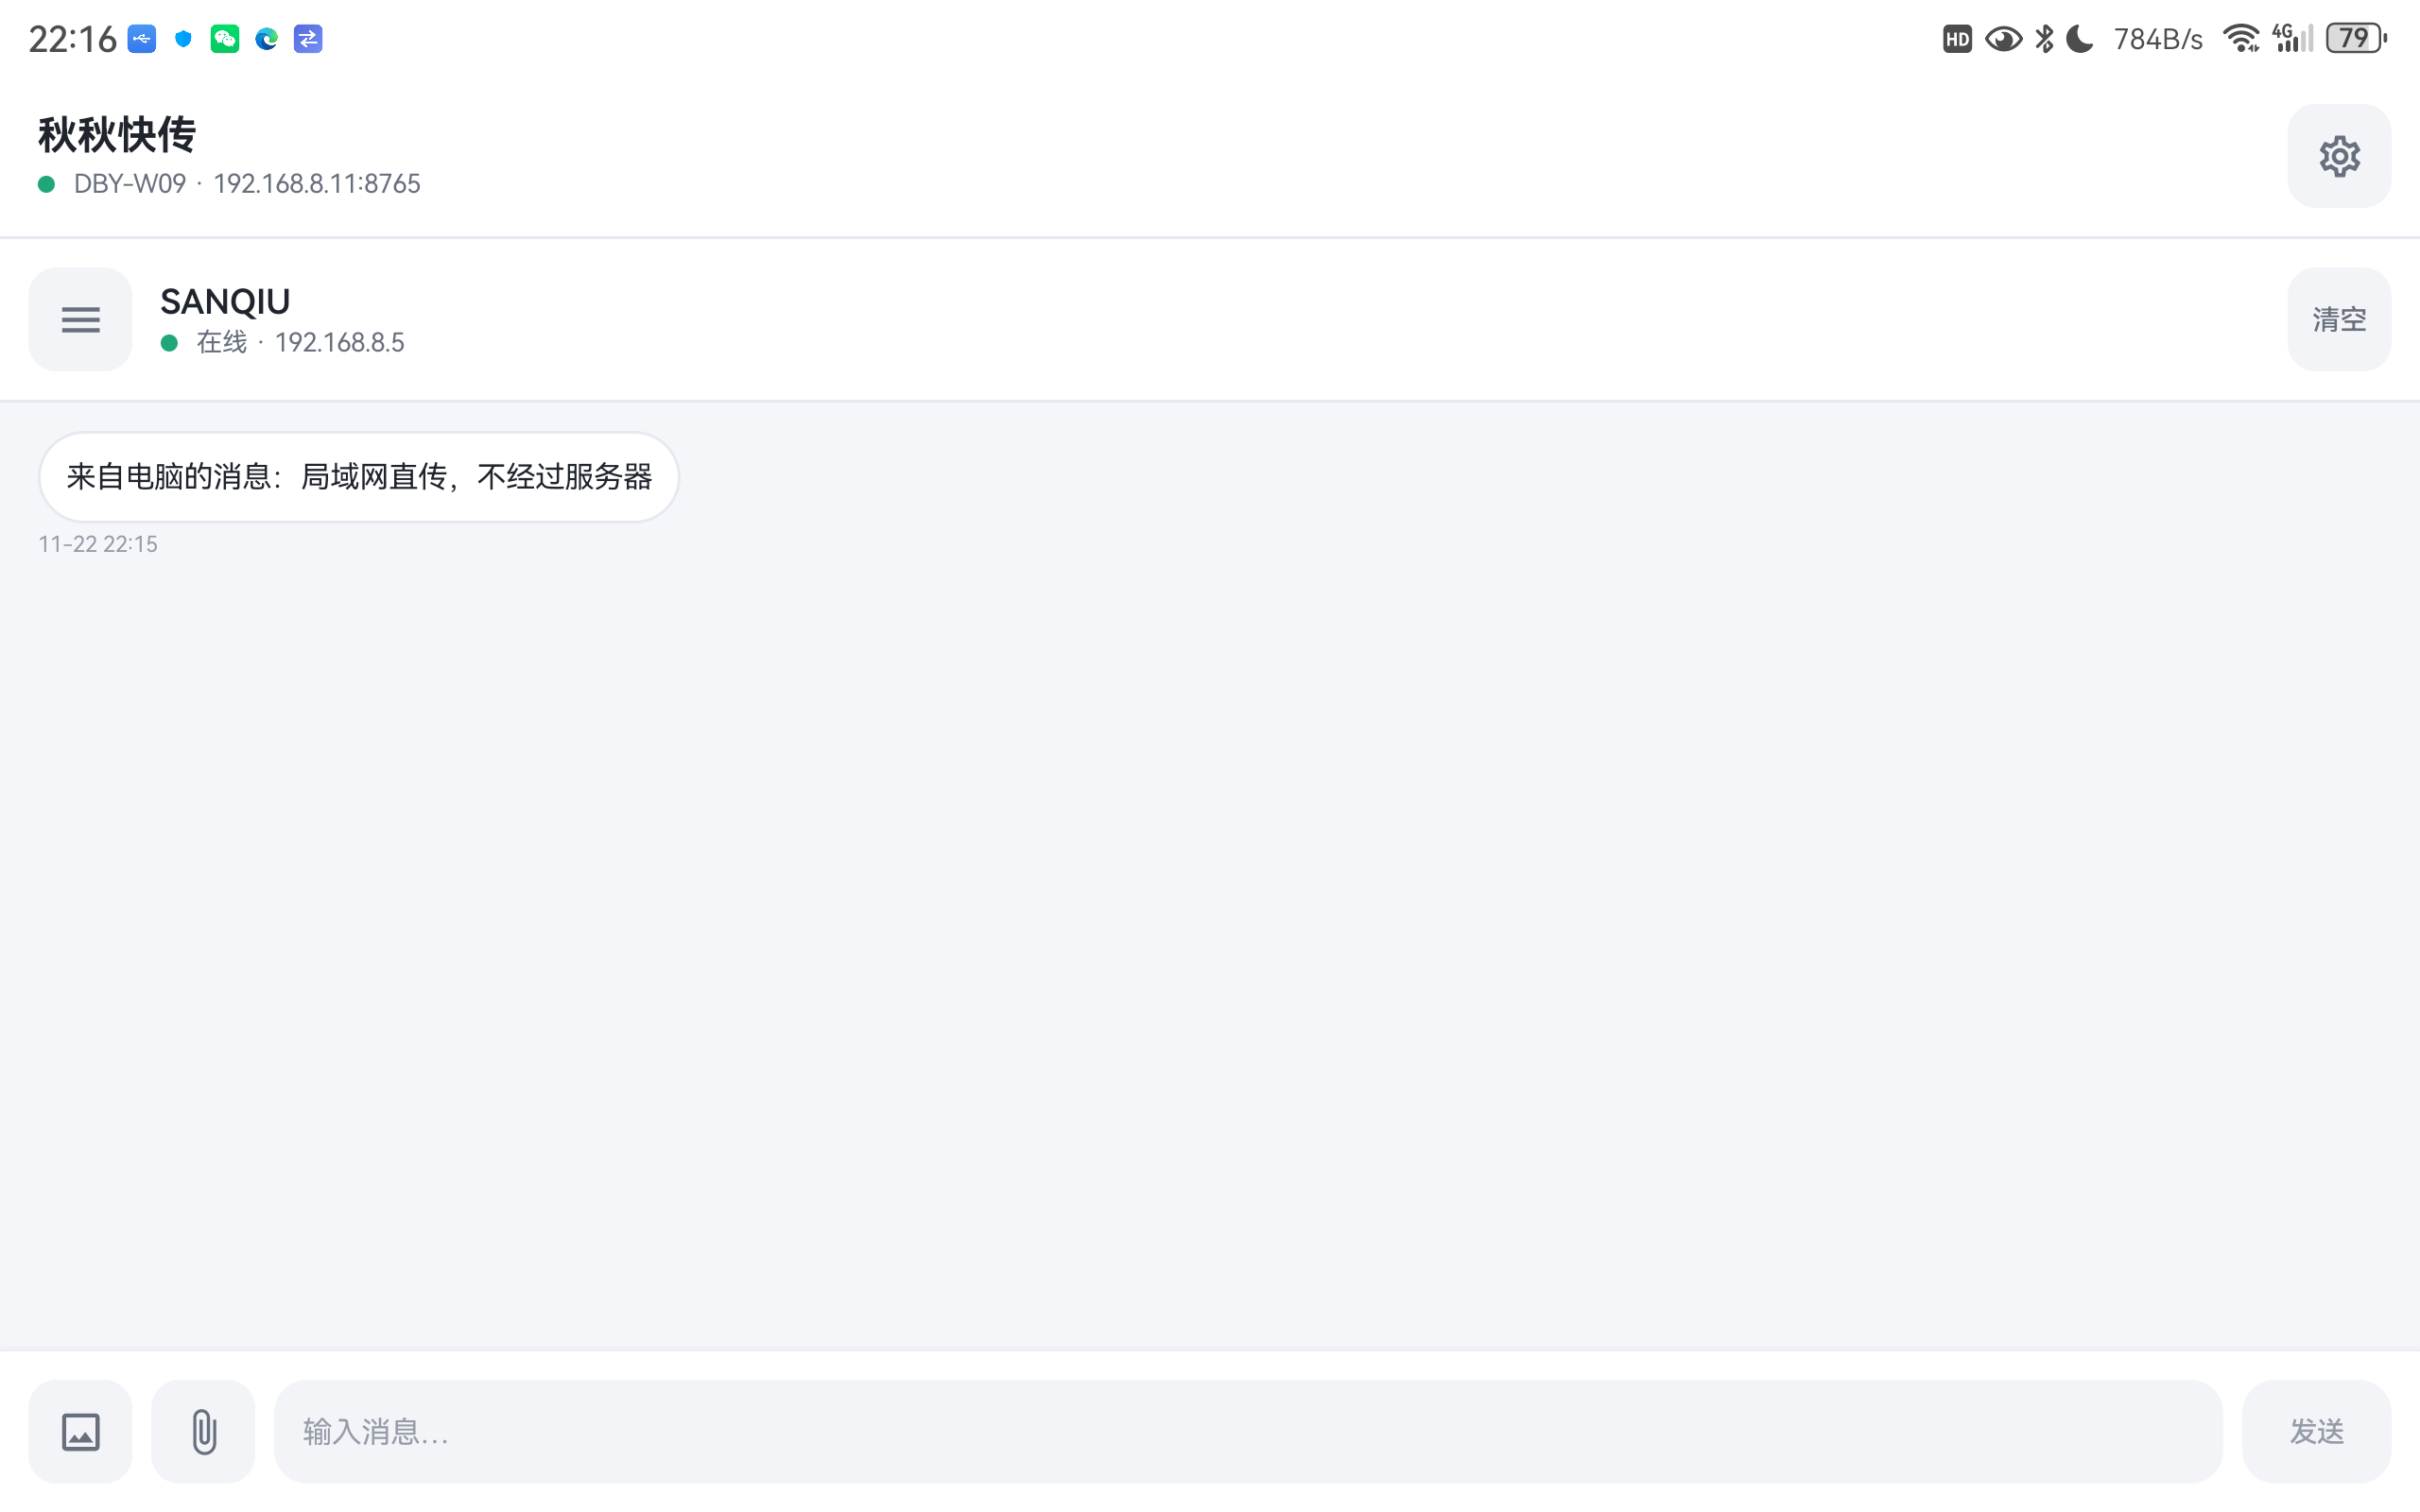 22:16
HD 784B/s 4G 79
秋秋快传
DBY-W09 · 192.168.8.11:8765
SANQIU
在线 · 192.168.8.5
清空
来自电脑的消息：局域网直传，不经过服务器
11-22 22:15
输入消息...
发送